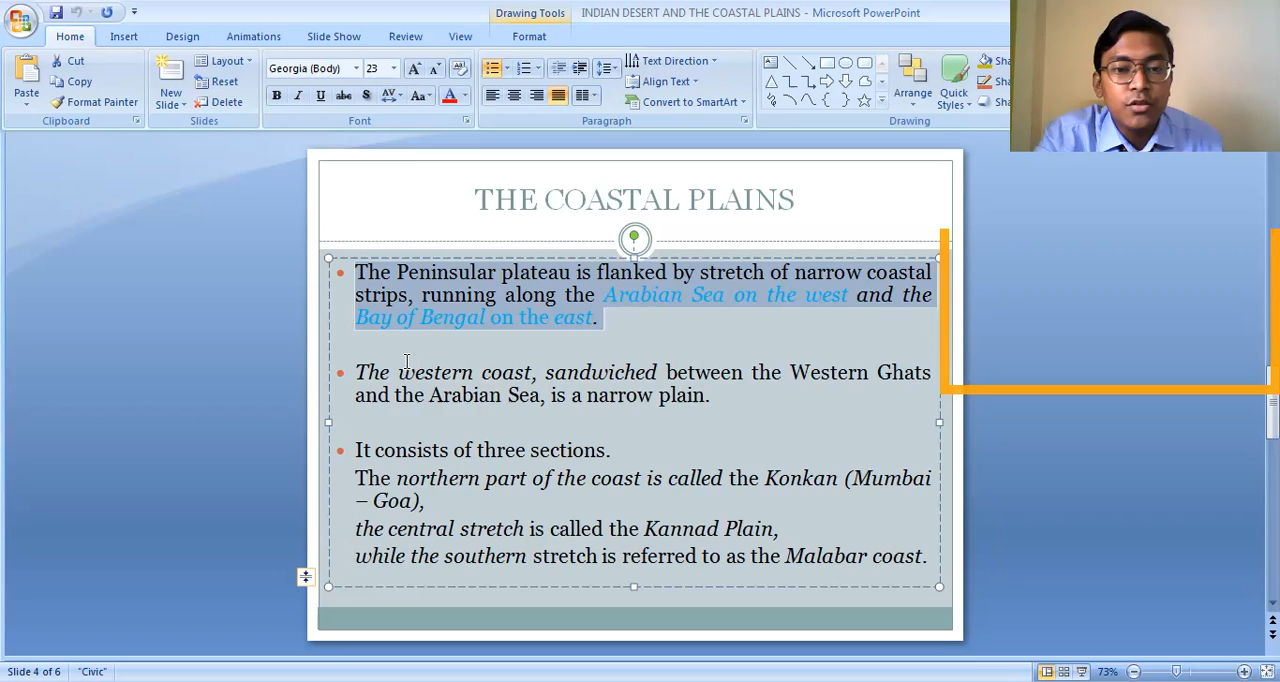 Drawing Tools
INDIAN DESERT AND THE COASTAL PLAINS - Microsoft PowerPoint
Home Insert Design Animations Slide Show Review View Format
Paste
Cut
Copy
Format Painter
Clipboard
New Slide
Layout
Reset
Delete
Slides
Georgia (Body) 23
B I U abc S AV Aa A
Font
Text Direction
Align Text
Convert to SmartArt
Paragraph
Arrange
Quick Styles
Drawing
THE COASTAL PLAINS
• The Peninsular plateau is flanked by stretch of narrow coastal
strips, running along the Arabian Sea on the west and the
Bay of Bengal on the east.
• The western coast, sandwiched between the Western Ghats
and the Arabian Sea, is a narrow plain.
• It consists of three sections.
The northern part of the coast is called the Konkan (Mumbai
– Goa),
the central stretch is called the Kannad Plain,
while the southern stretch is referred to as the Malabar coast.
Slide 4 of 6 "Civic" 73%